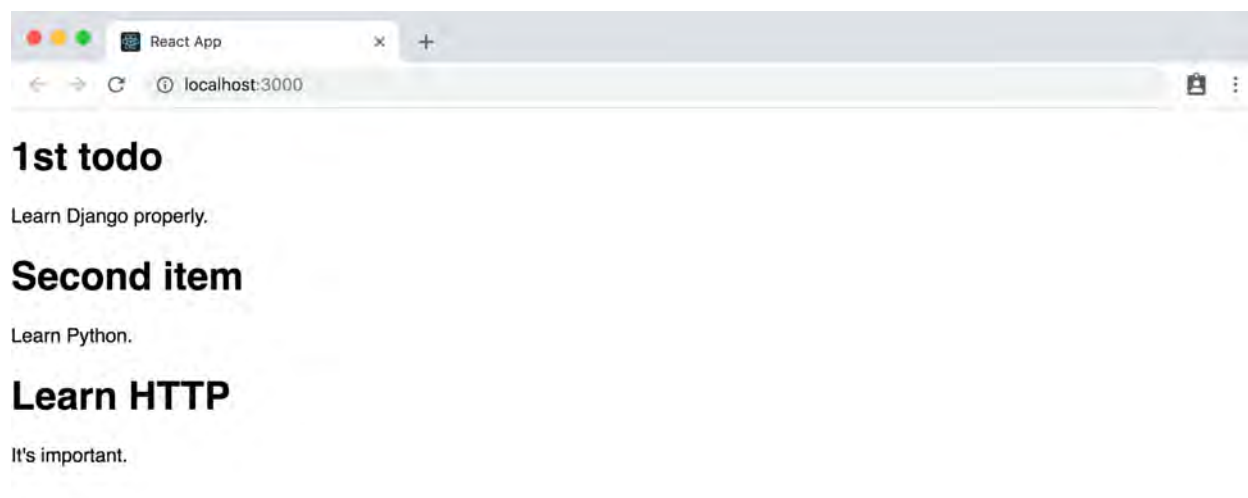 React App
localhost:3000
1st todo
Learn Django properly.
Second item
Learn Python.
Learn HTTP
It's important.